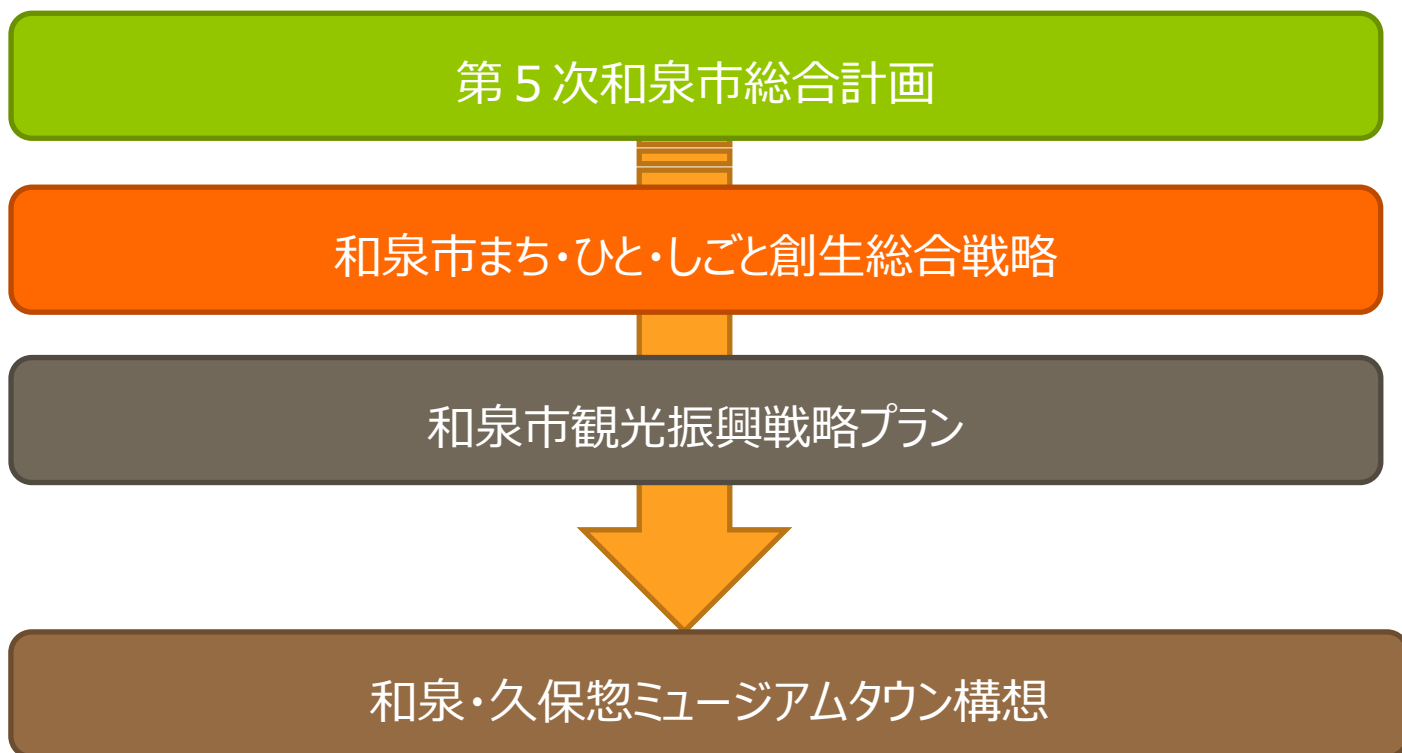 第５次和泉市総合計画
和泉市まち・ひと・しごと創生総合戦略
和泉市観光振興戦略プラン
和泉・久保惣ミュージアムタウン構想